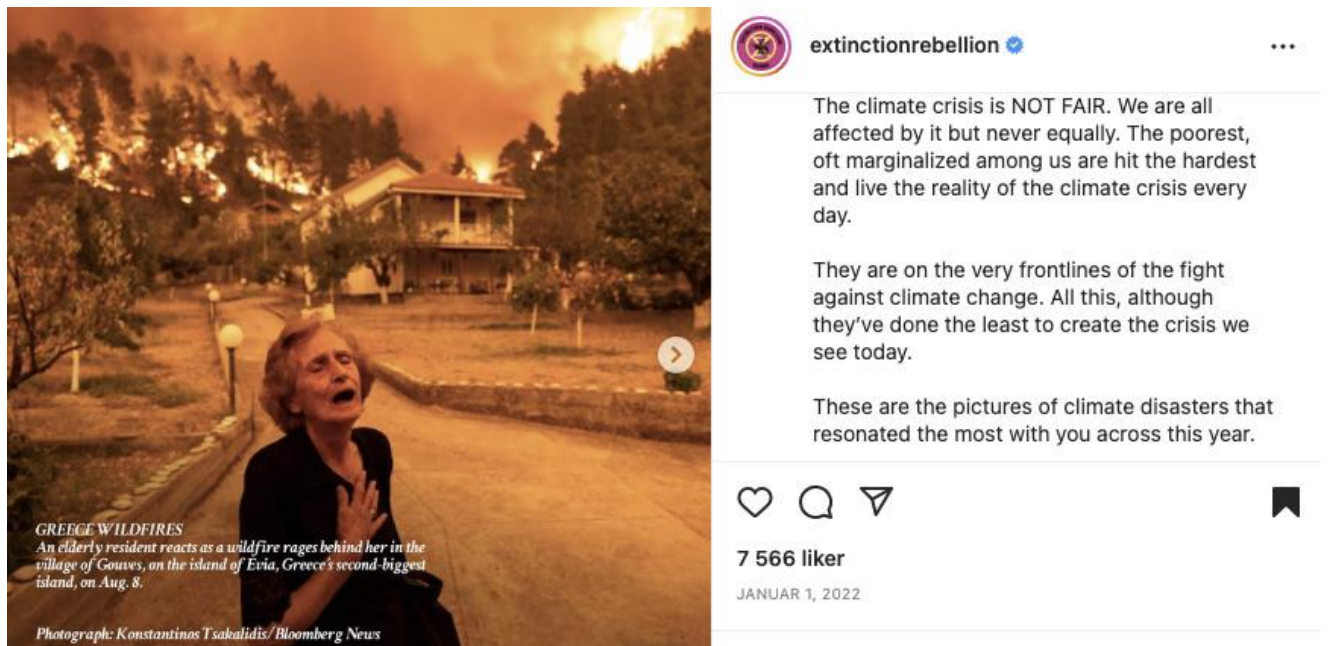 extinctionrebellion
The climate crisis is NOT FAIR. We are all
affected by it but never equally. The poorest,
oft marginalized among us are hit the hardest
and live the reality of the climate crisis every
day.
They are on the very frontlines of the fight
against climate change. All this, although
they've done the least to create the crisis we
see today.
These are the pictures of climate disasters that
resonated the most with you across this year.
7 566 liker
JANUAR 1, 2022
GREECE WILDFIRES
An elderly resident reacts as a wildfire rages behind her in the
village of Gouves, on the island of Evia, Greece's second-biggest
island, on Aug. 8.
Photograph: Konstantinos Tsakalidis/Bloomberg News